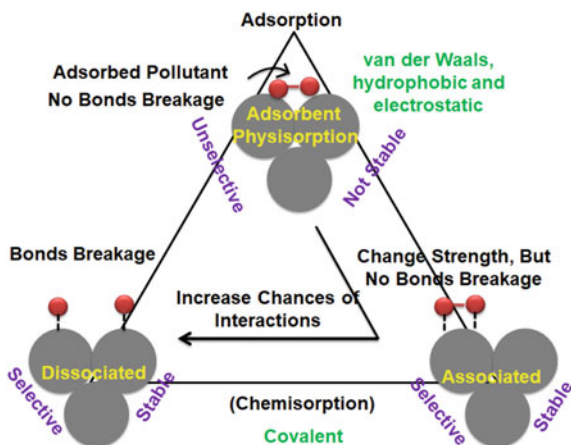 Adsorption
Adsorbed Pollutant
No Bonds Breakage
van der Waals,
hydrophobic and
electrostatic
Adsorbent
Physisorption
Unselective
Not Stable
Bonds Breakage
Change Strength, But
No Bonds Breakage
Increase Chances of
Interactions
Dissociated
Selective
Stable
Associated
Selective
Stable
(Chemisorption)
Covalent